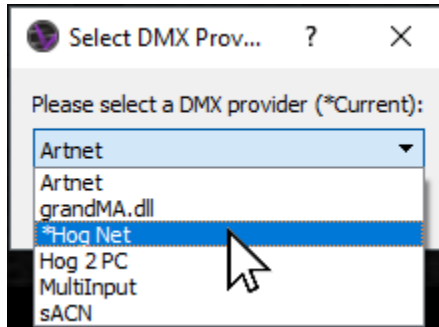 Select DMX Prov... ?
Please select a DMX provider (*Current):
Artnet
Artnet
grandMA.dll
*Hog Net
Hog 2 PC
MultiInput
sACN